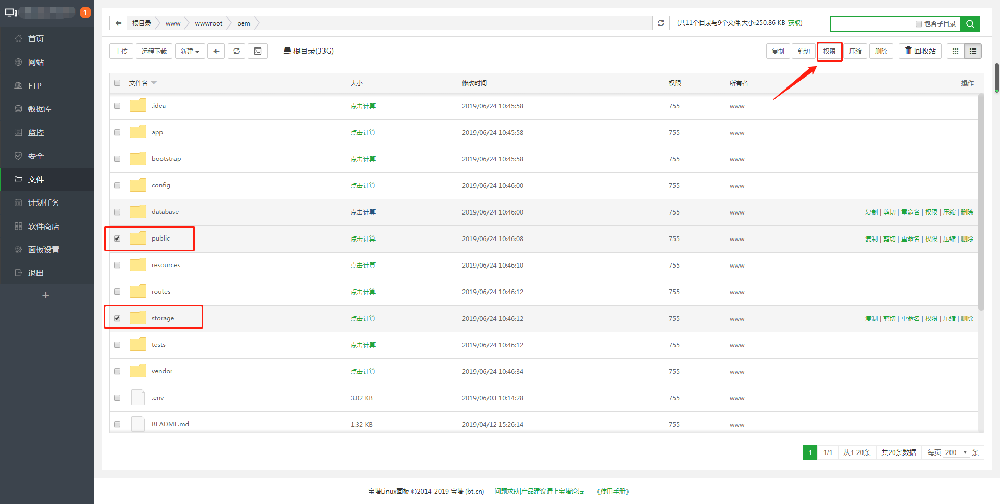 1
首页
网站
FTP
数据库
监控
安全
文件
计划任务
软件商店
面板设置
退出
+
根目录 www wwwroot oem (共11个目录与9个文件,大小:250.86 KB 获取) 包含子目录
上传 远程下载 新建 根目录(33G) 复制 剪切 权限 压缩 删除 回收站
文件名 大小 修改时间 权限 所有者 操作
.idea 点击计算 2019/06/24 10:45:58 755 www
app 点击计算 2019/06/24 10:45:58 755 www
bootstrap 点击计算 2019/06/24 10:45:58 755 www
config 点击计算 2019/06/24 10:46:00 755 www
database 点击计算 2019/06/24 10:46:00 755 www 复制 | 剪切 | 重命名 | 权限 | 压缩 | 删除
public 点击计算 2019/06/24 10:46:08 755 www 复制 | 剪切 | 重命名 | 权限 | 压缩 | 删除
resources 点击计算 2019/06/24 10:46:10 755 www
routes 点击计算 2019/06/24 10:46:12 755 www
storage 点击计算 2019/06/24 10:46:12 755 www 复制 | 剪切 | 重命名 | 权限 | 压缩 | 删除
tests 点击计算 2019/06/24 10:46:12 755 www
vendor 点击计算 2019/06/24 10:46:34 755 www
.env 3.02 KB 2019/06/03 10:14:28 755 www
README.md 1.32 KB 2019/04/12 15:26:14 755 www
1 1/1 从1-20条 共20条数据 每页 200 条
宝塔Linux面板 ©2014-2019 宝塔 (bt.cn) 问题求助|产品建议请上宝塔论坛 《使用手册》